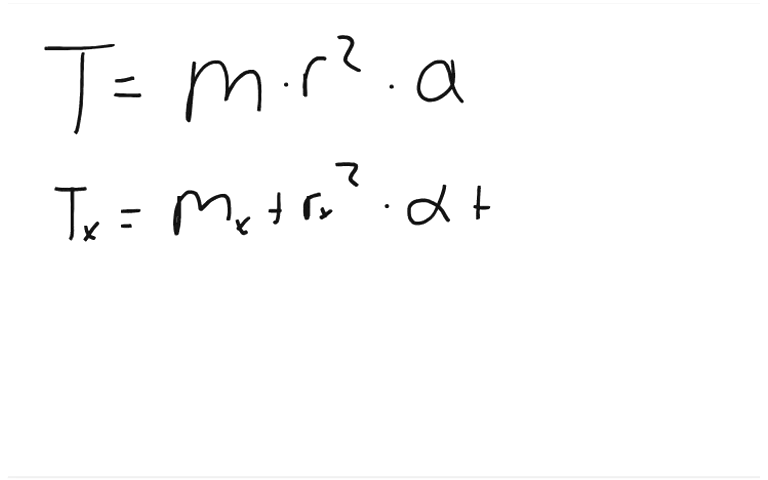 T = m · r² · a
Tₓ = mₓ + rₓ² · α +